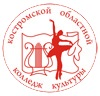 костромской областной
колледж культуры